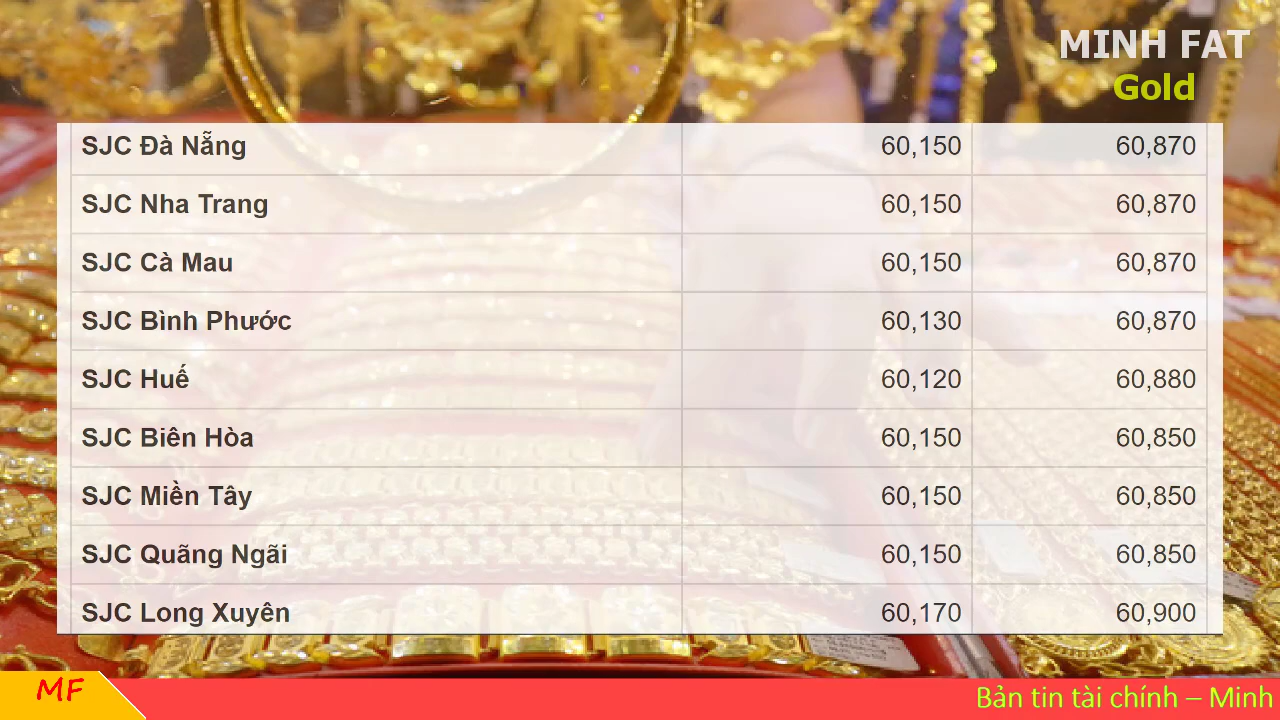 MINH FAT
Gold
SJC Đà Nẵng 60,150 60,870
SJC Nha Trang 60,150 60,870
SJC Cà Mau 60,150 60,870
SJC Bình Phước 60,130 60,870
SJC Huế 60,120 60,880
SJC Biên Hòa 60,150 60,850
SJC Miền Tây 60,150 60,850
SJC Quãng Ngãi 60,150 60,850
SJC Long Xuyên 60,170 60,900
MF
Bản tin tài chính – Minh